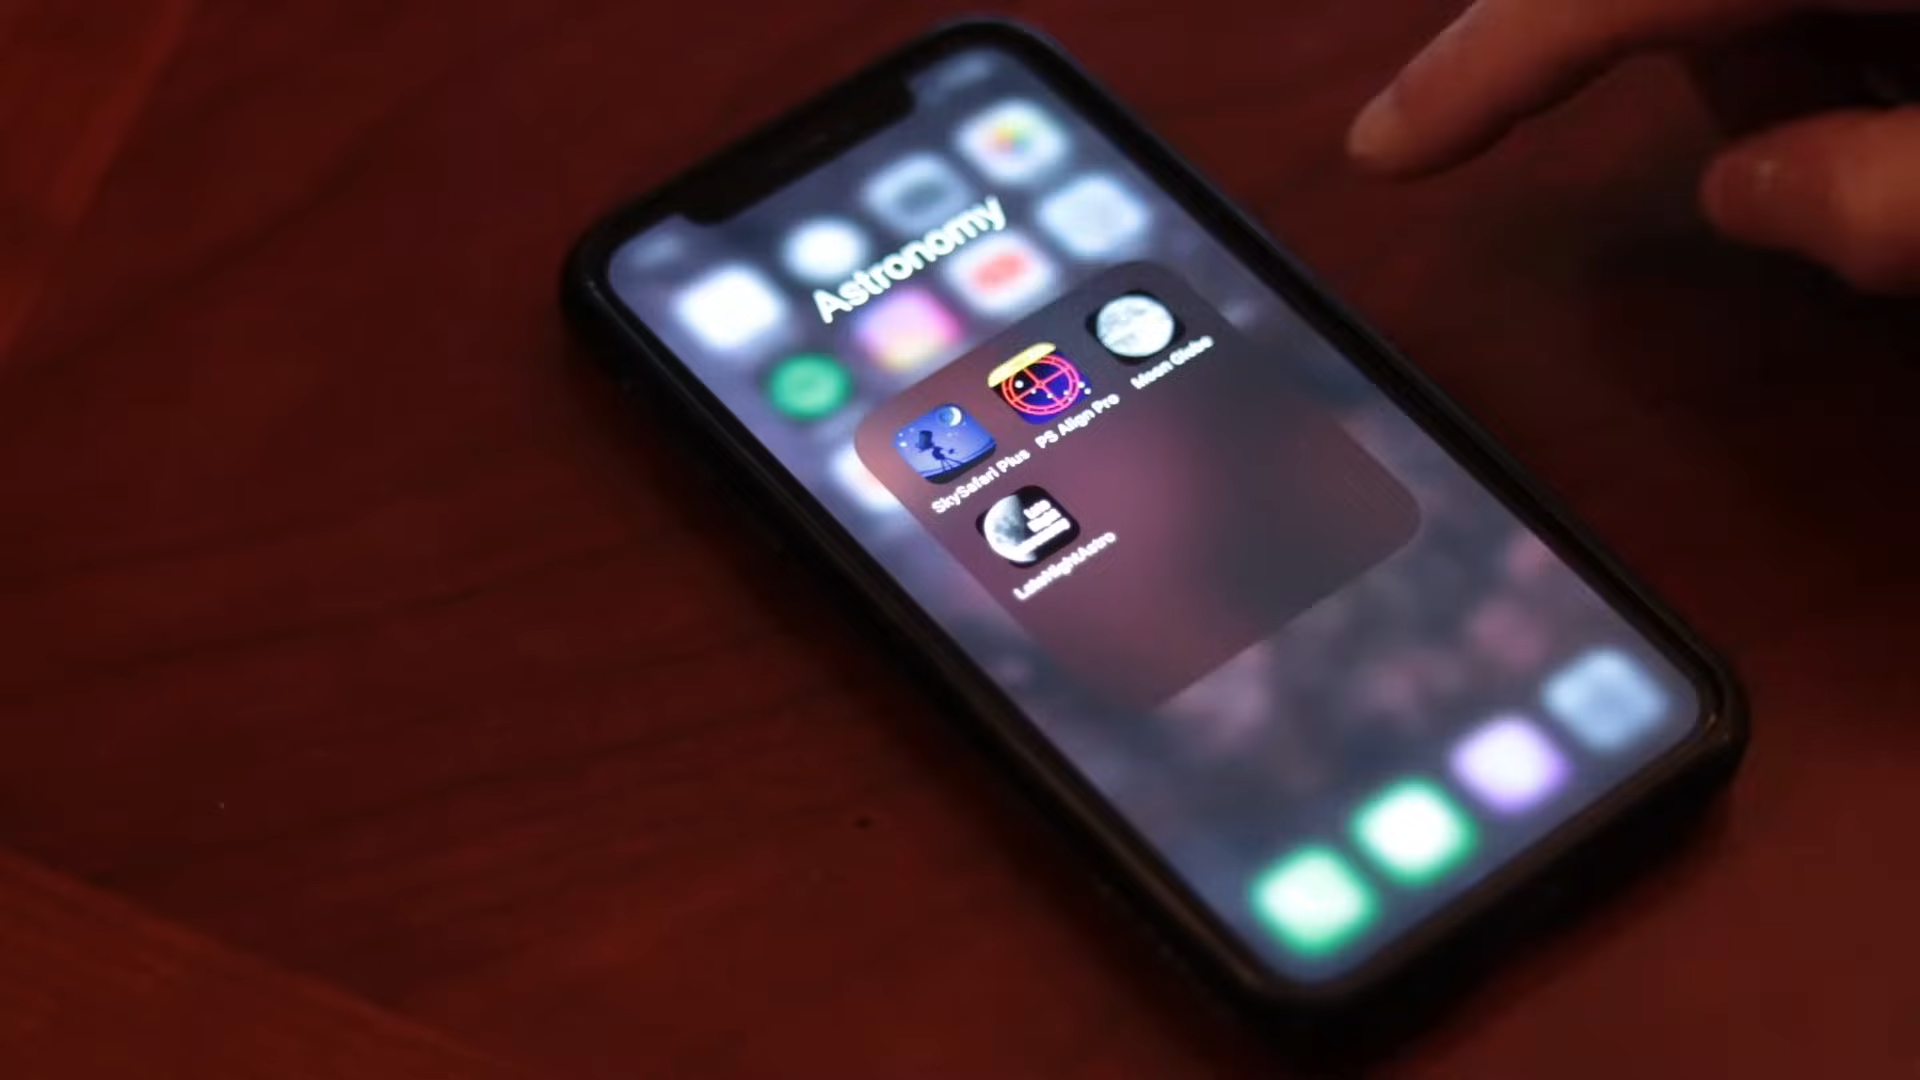 Astronomy
SkySafari Plus
PS Align Pro
Moon Globe
LateNightAstro